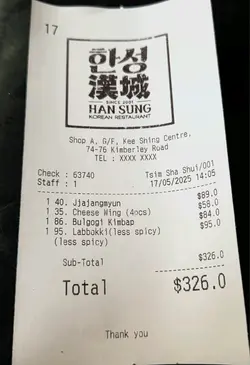 17
한성
漢城
SINCE 2001
HAN SUNG
KOREAN RESTAURANT
Shop A, G/F, Kee Shing Centre,
74-76 Kimberley Road
TEL : XXXX XXXX
Tsim Sha Shui/001
Check : 63740 17/05/2025 14:05
Staff : 1
1 40. Jjajangmyun $89.0
1 35. Cheese Wing (4pcs) $58.0
1 86. Bulgogi Kimbap $84.0
1 95. Labbokki(less spicy) $95.0
(less spicy)
Sub-Total $326.0
Total $326.0
Thank you